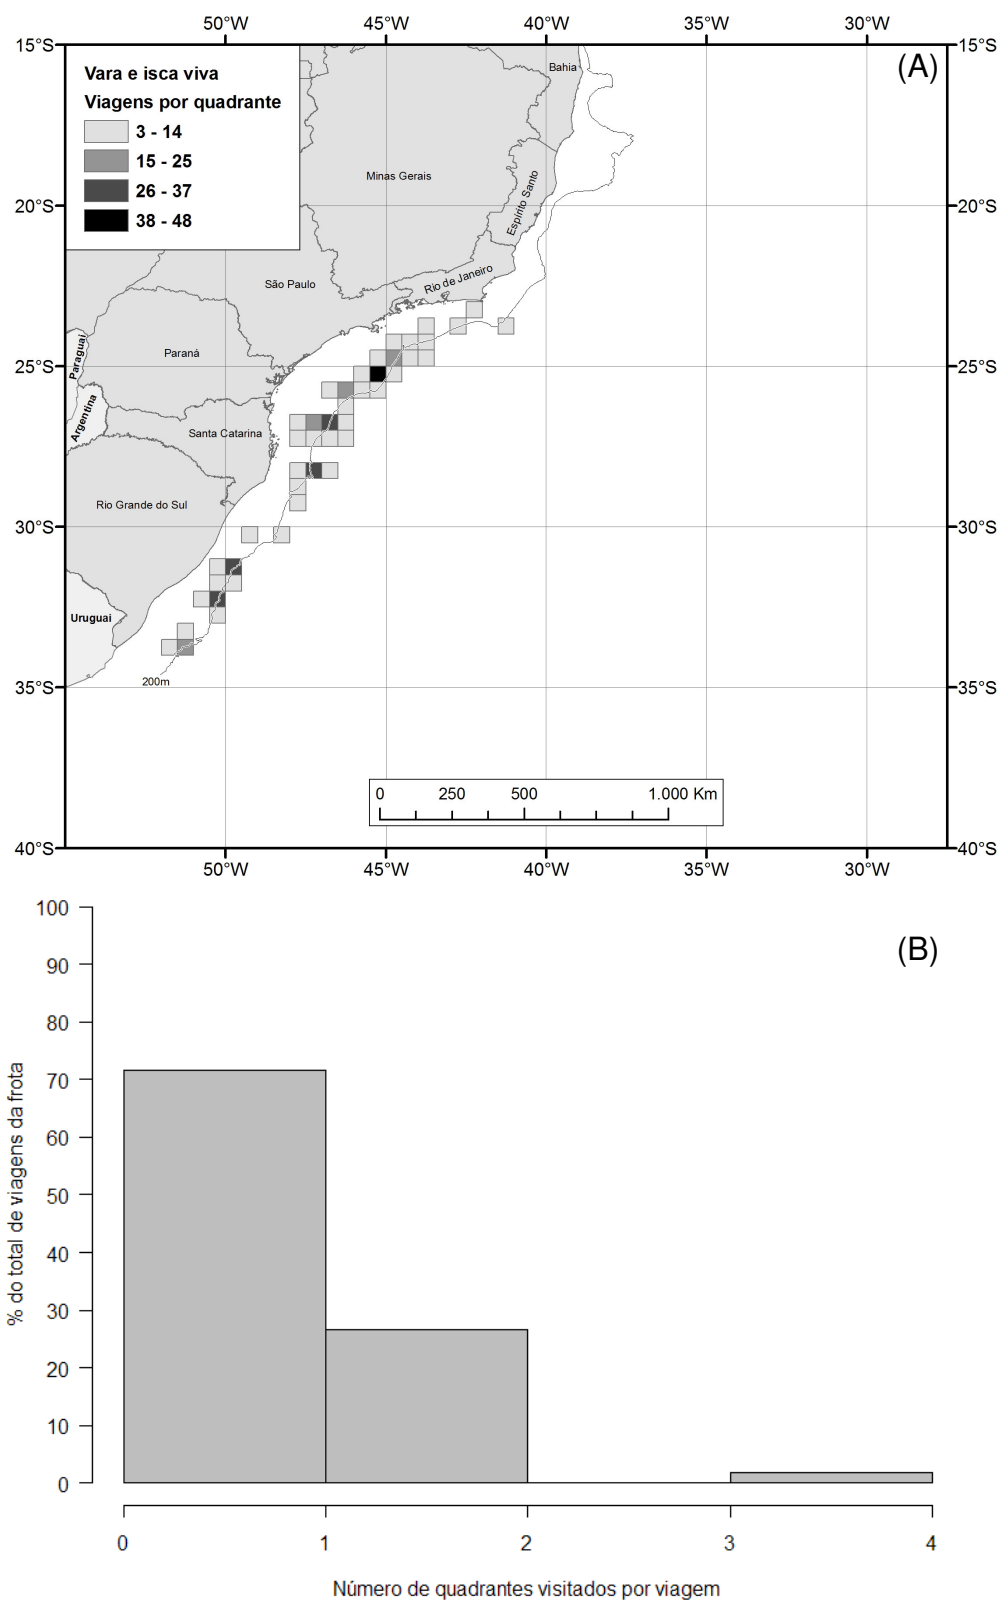 50°W 45°W 40°W 35°W 30°W
15°S 15°S
(A)
Vara e isca viva
Viagens por quadrante
3 - 14
15 - 25
26 - 37
38 - 48
Bahia
Minas Gerais
Espírito Santo
20°S 20°S
Rio de Janeiro
São Paulo
Paraguai
Paraná
25°S 25°S
Argentina
Santa Catarina
Rio Grande do Sul
30°S 30°S
Uruguai
200m
35°S 35°S
0 250 500 1.000 Km
40°S 40°S
50°W 45°W 40°W 35°W 30°W
(B)
% do total de viagens da frota
100
90
80
70
60
50
40
30
20
10
0
0 1 2 3 4
Número de quadrantes visitados por viagem